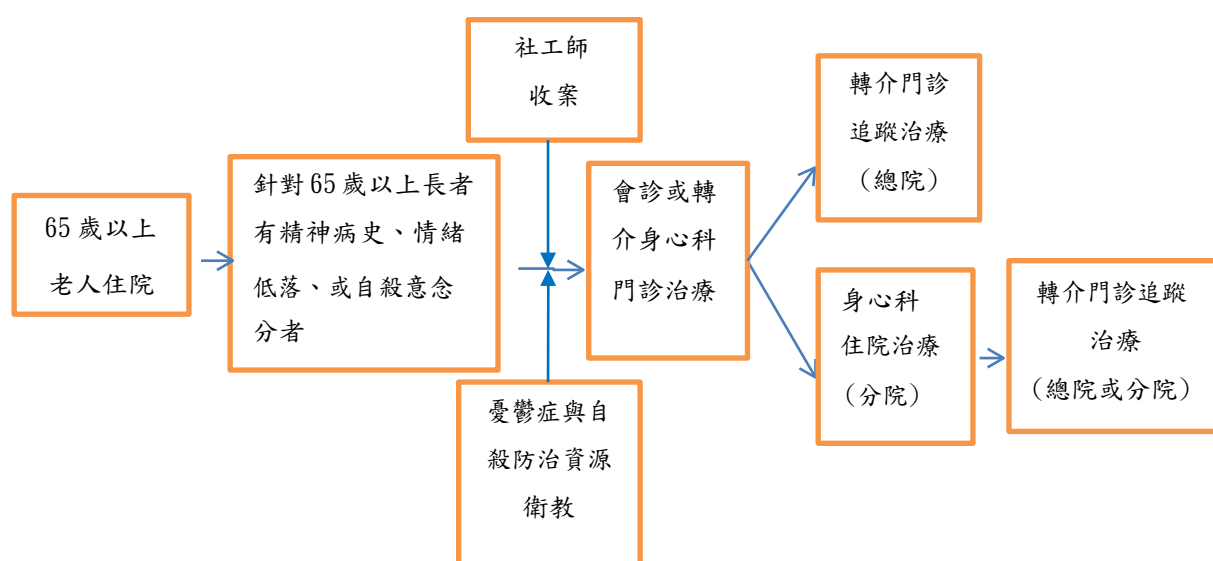 65 歲以上
老人住院
針對 65 歲以上長者
有精神病史、情緒
低落、或自殺意念
分者
社工師
收案
憂鬱症與自
殺防治資源
衛教
會診或轉
介身心科
門診治療
轉介門診
追蹤治療
（總院）
身心科
住院治療
（分院）
轉介門診追蹤
治療
（總院或分院）